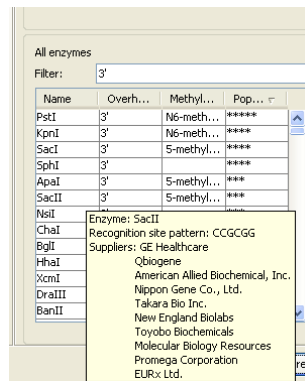 All enzymes
Filter: 3'
Name Overh... Methyl... Pop...
PstI 3' N6-meth... *****
KpnI 3' N6-meth... ****
SacI 3' 5-methyl... ****
SphI 3' ****
ApaI 3' 5-methyl... ***
SacII 3' 5-methyl... ***
NsiI
ChaI
BglI
HhaI
XcmI
DraIII
BanII
Enzyme: SacII
Recognition site pattern: CCGCGG
Suppliers: GE Healthcare
Qbiogene
American Allied Biochemical, Inc.
Nippon Gene Co., Ltd.
Takara Bio Inc.
New England Biolabs
Toyobo Biochemicals
Molecular Biology Resources
Promega Corporation
EURx Ltd.